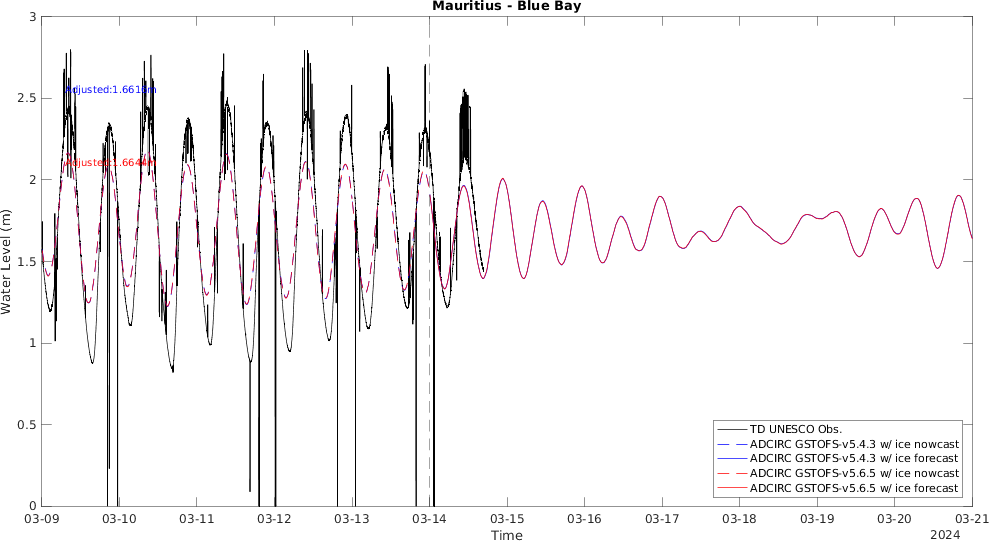 Mauritius - Blue Bay
Water Level (m)
3
2.5
2
1.5
1
0.5
0
Adjusted:1.6616m
03-09
03-10
03-11
03-12
03-13
03-14
03-15
03-16
03-17
03-18
03-19
03-20
03-21
Time
2024
TD UNESCO Obs.
ADCIRC GSTOFS-v5.4.3 w/ ice nowcast
ADCIRC GSTOFS-v5.4.3 w/ ice forecast
ADCIRC GSTOFS-v5.6.5 w/ ice nowcast
ADCIRC GSTOFS-v5.6.5 w/ ice forecast